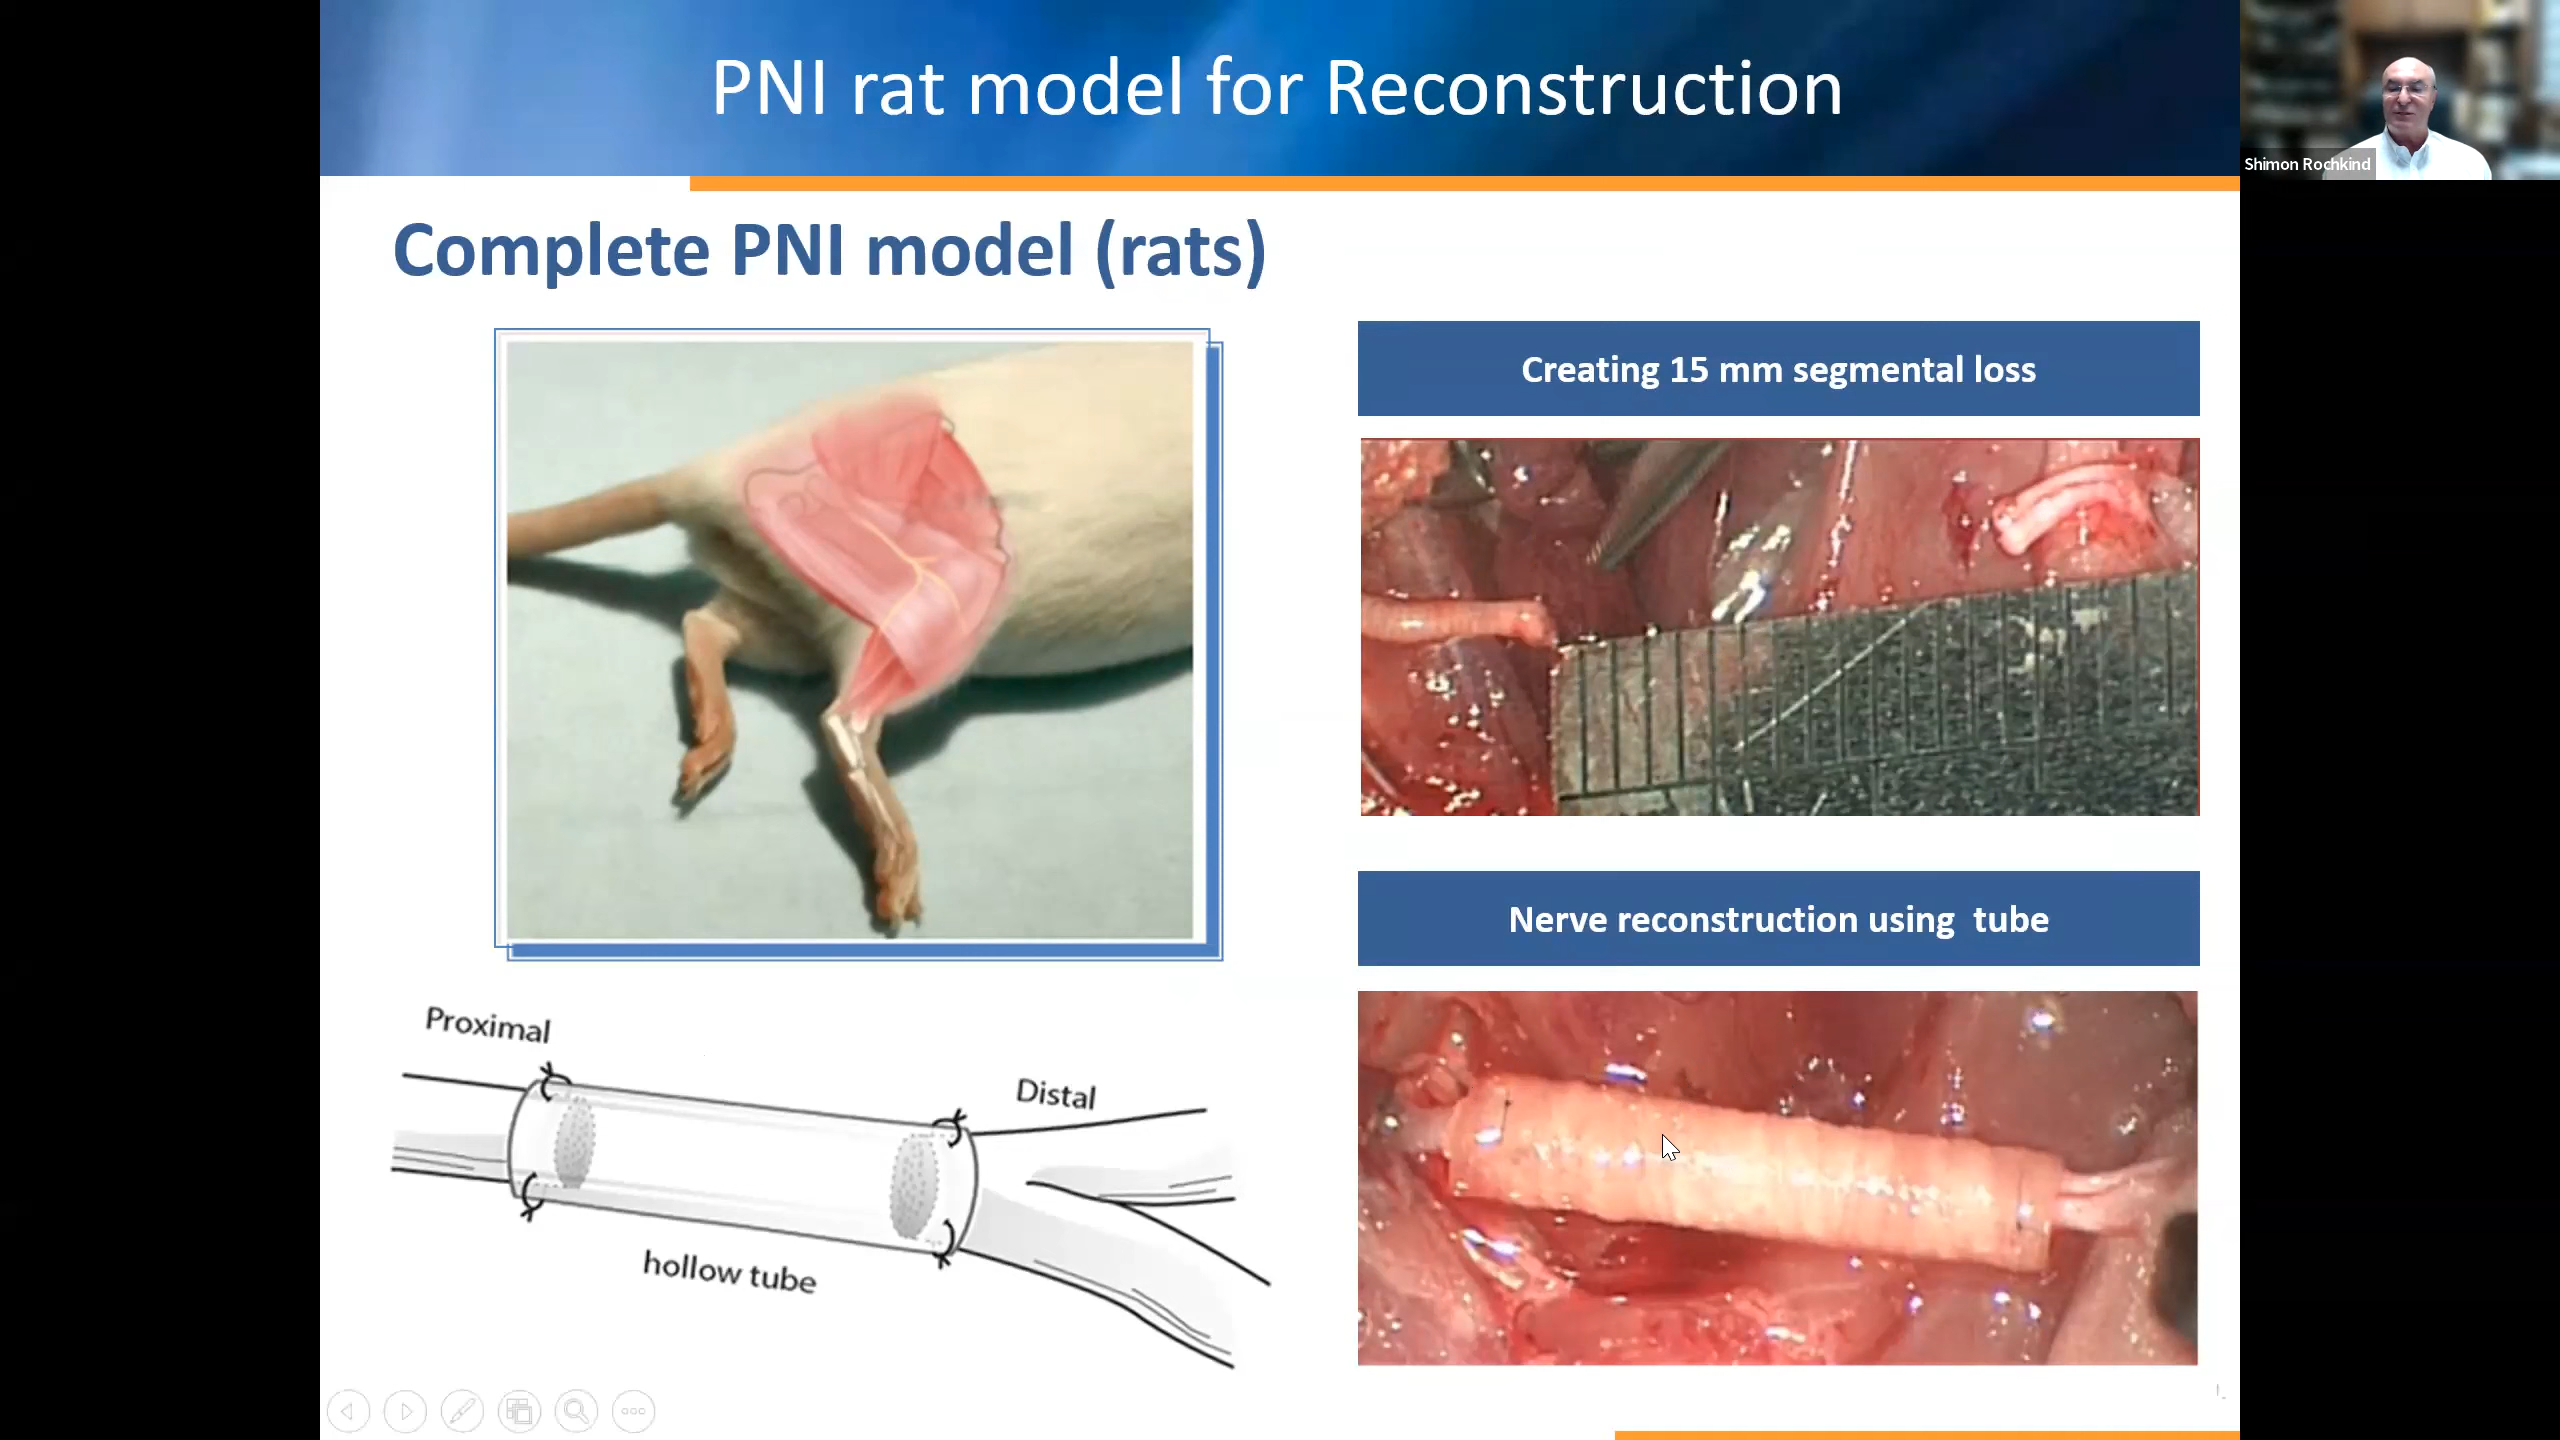 PNI rat model for Reconstruction
Shimon Rochkind
Complete PNI model (rats)
Creating 15 mm segmental loss
Nerve reconstruction using  tube
Proximal
Distal
hollow tube